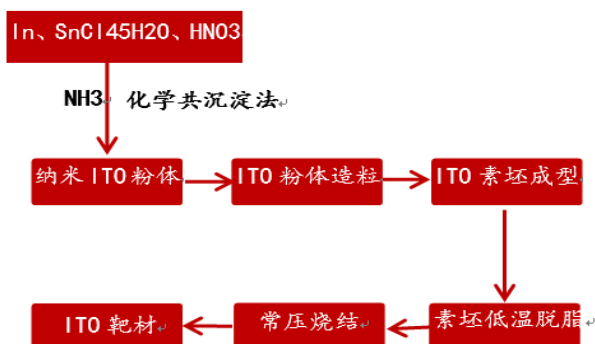 In、SnCl45H2O、HNO3
NH3 化学共沉淀法
纳米ITO粉体
ITO粉体造粒
ITO素坯成型
素坯低温脱脂
常压烧结
ITO靶材